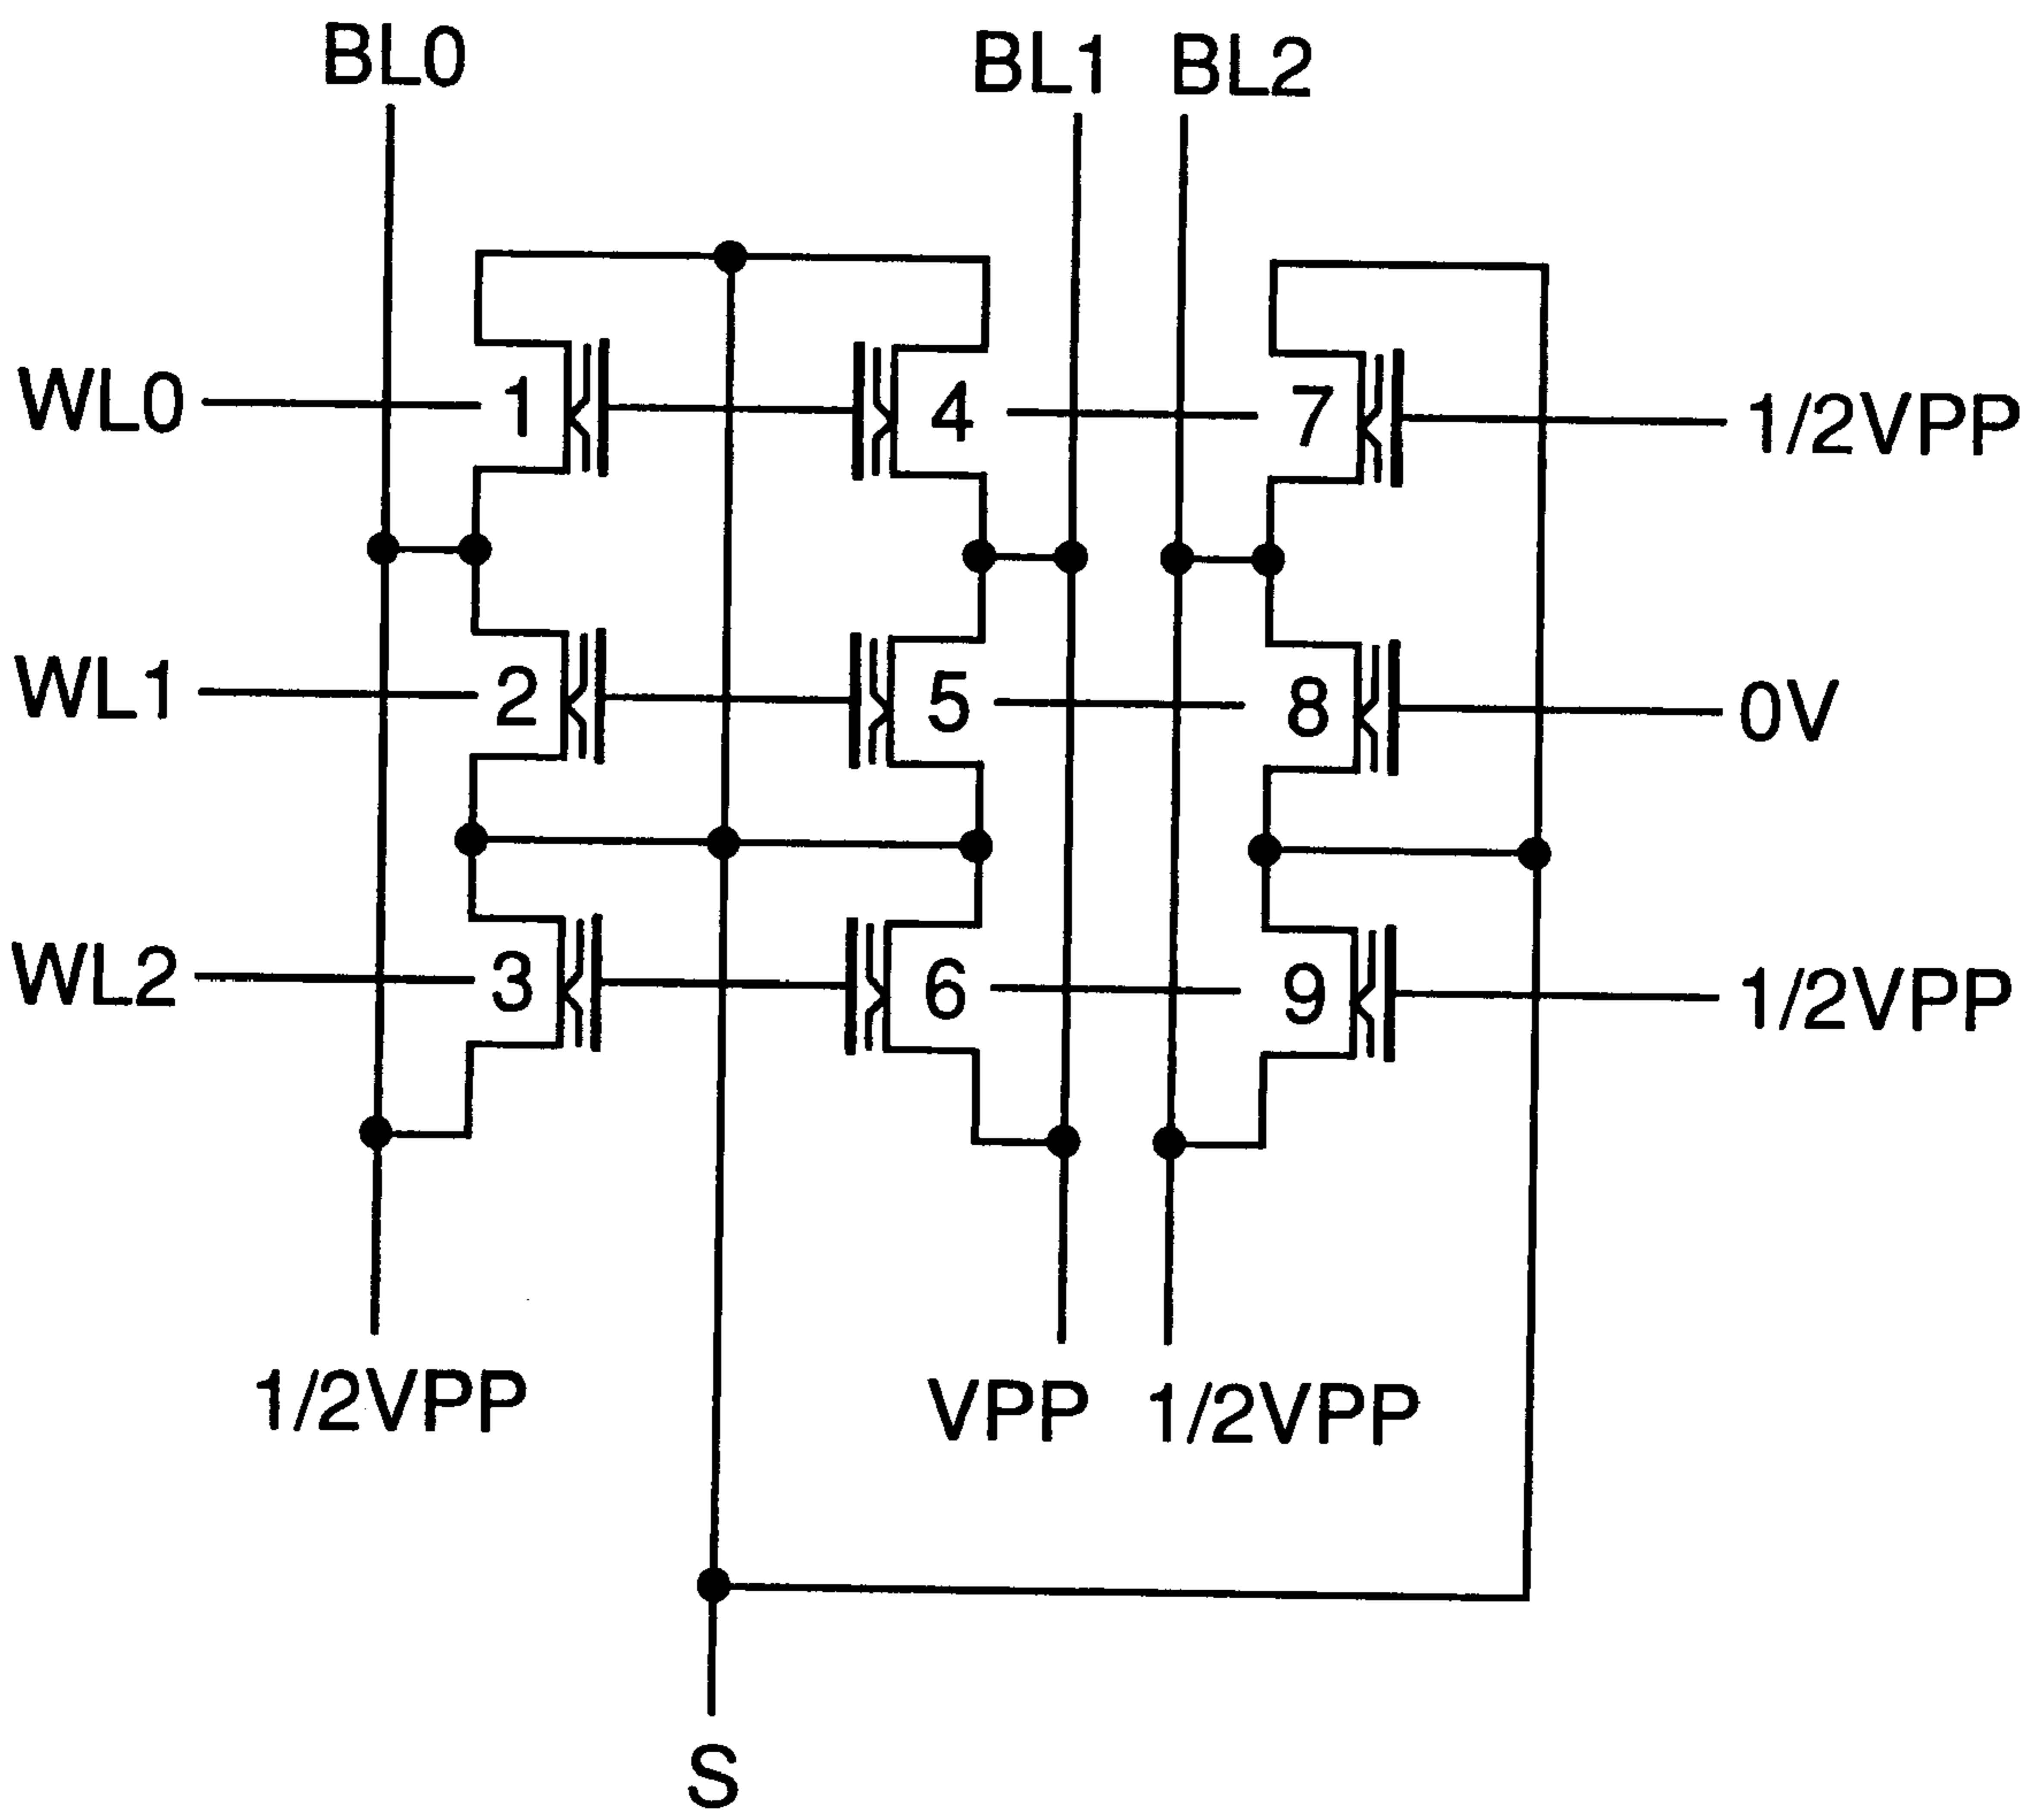 BL0 BL1 BL2
WL0 1 4 7 1/2VPP
WL1 2 5 8 0V
WL2 3 6 9 1/2VPP
1/2VPP VPP 1/2VPP
S